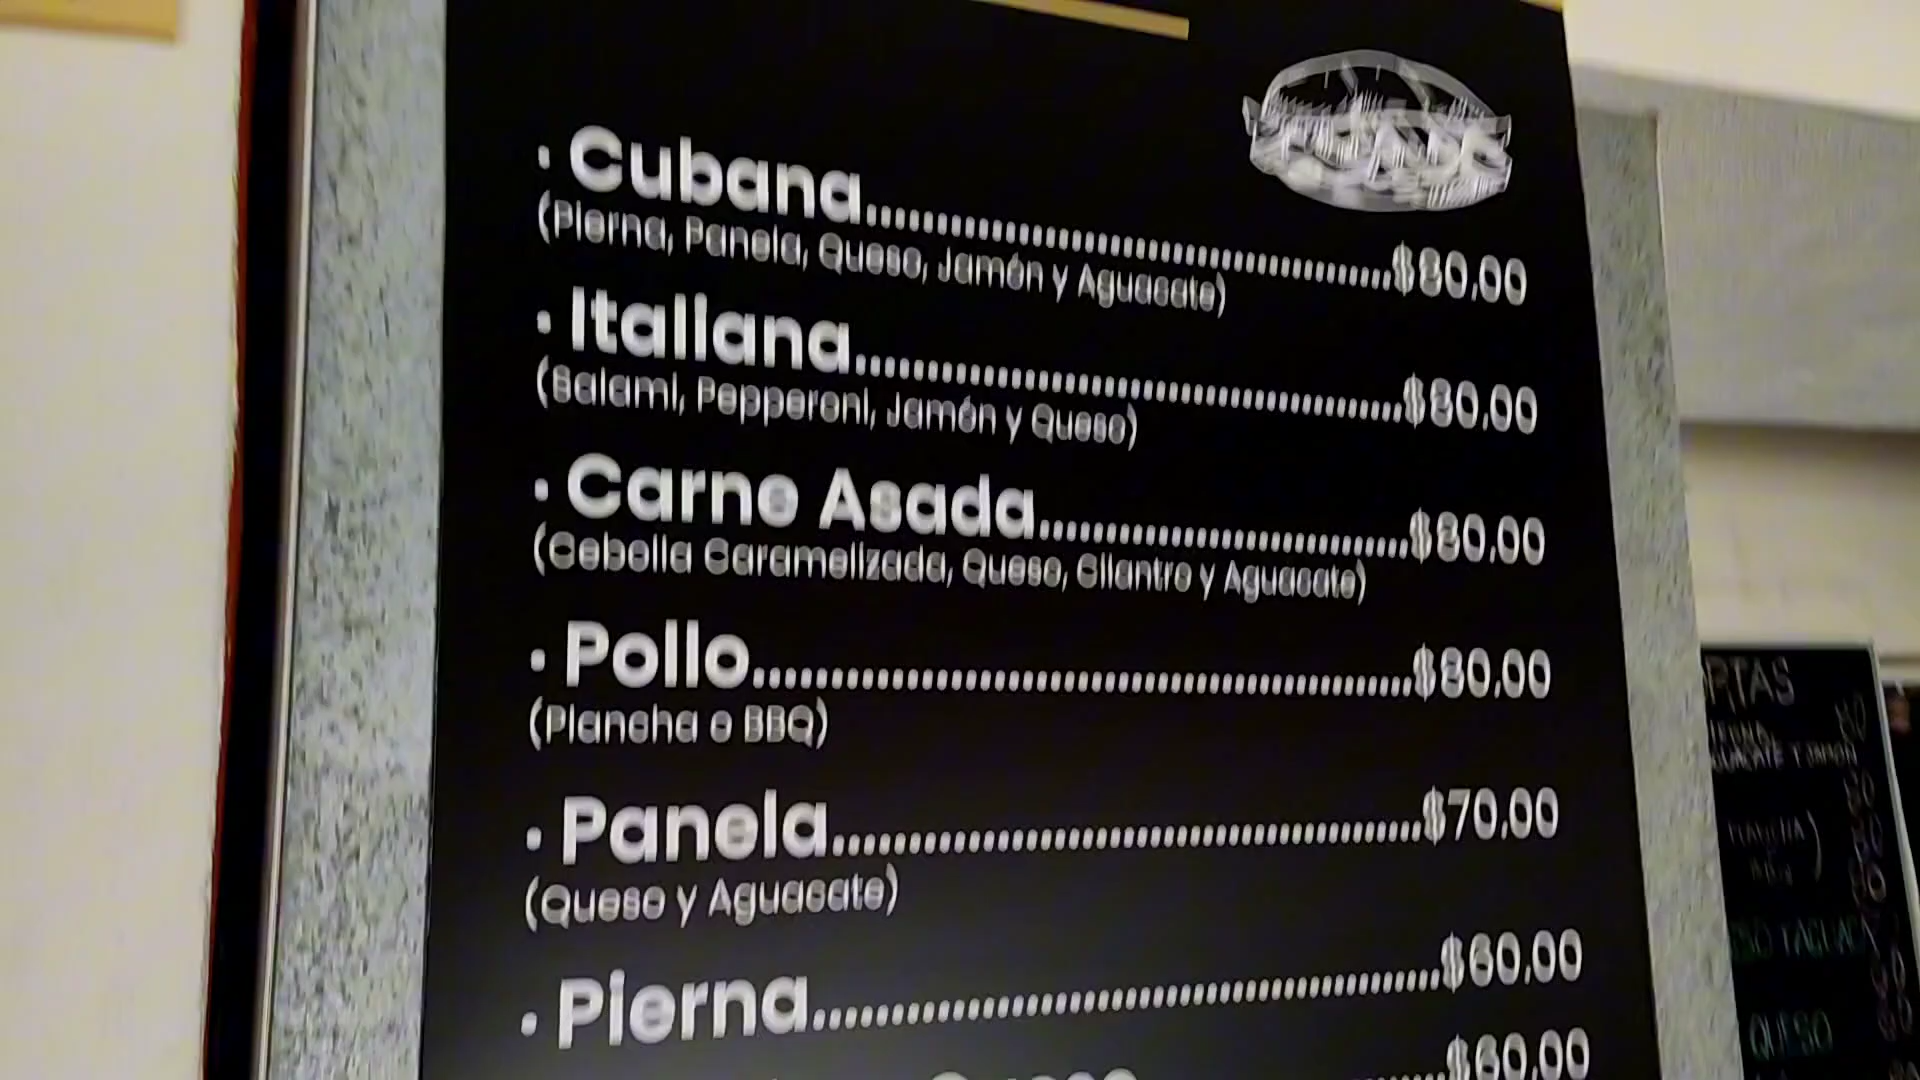 · Cubana........................................$80.00
(Pierna, Panela, Queso, Jamón y Aguacate)
· Italiana........................................$80.00
(Salami, Pepperoni, Jamón y Queso)
· Carne Asada..............................$80.00
(Cebolla Caramelizada, Queso, Cilantro y Aguacate)
· Pollo..................................................$80.00
(Plancha o BBQ)
· Panela............................................$70.00
(Queso y Aguacate)
· Pierna..............................................$60.00
$60.00
RTAS
QUESO